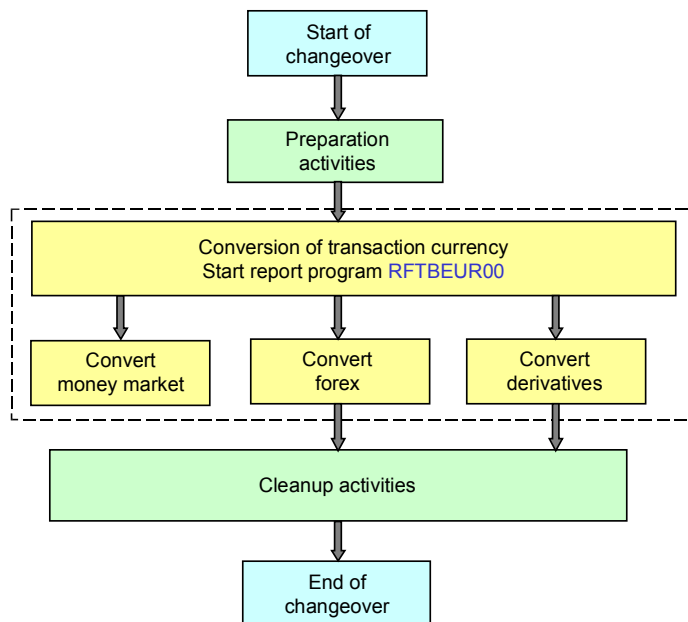 Start of
changeover
Preparation
activities
Conversion of transaction currency
Start report program RFTBEUR00
Convert
money market
Convert
forex
Convert
derivatives
Cleanup activities
End of
changeover